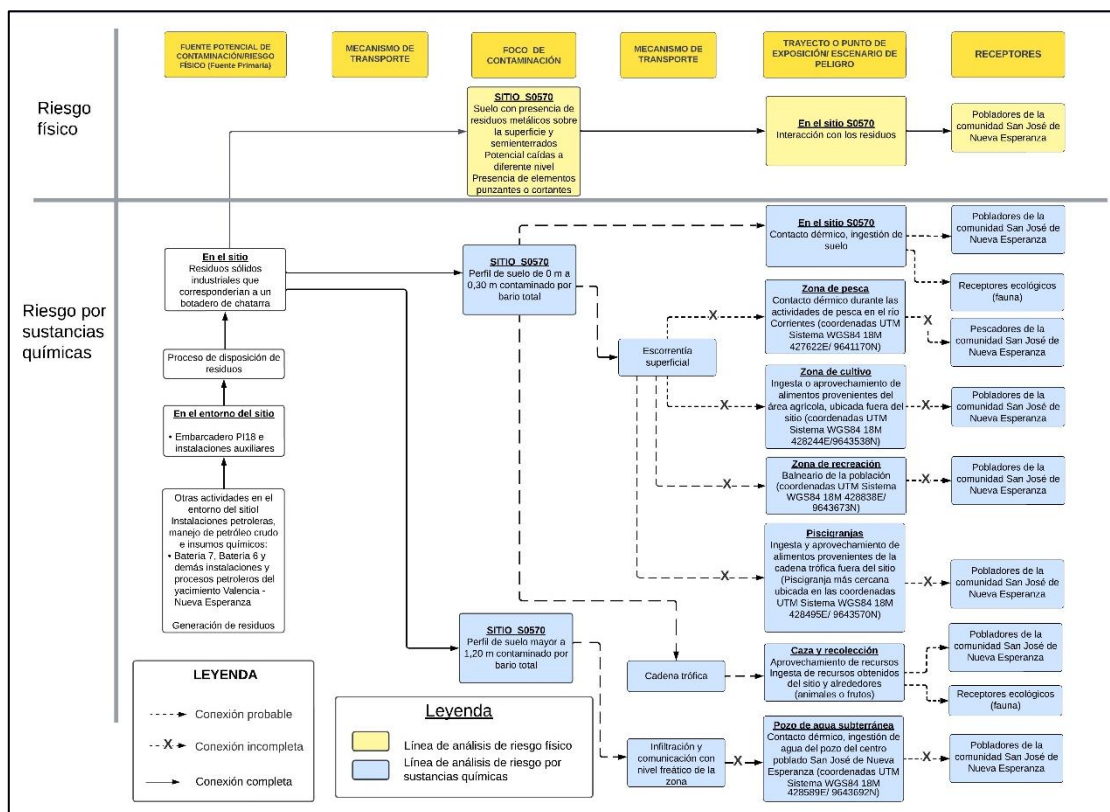 FUENTE POTENCIAL DE
CONTAMINACIÓN/RIESGO
FÍSICO (Fuente Primaria)
MECANISMO DE
TRANSPORTE
FOCO DE
CONTAMINACIÓN
MECANISMO DE
TRANSPORTE
TRAYECTO O PUNTO DE
EXPOSICIÓN/ ESCENARIO DE
PELIGRO
RECEPTORES
Riesgo
físico
SITIO S0570
Suelo con presencia de
residuos metálicos sobre
la superficie y
semienterrados
Potencial caídas a
diferente nivel
Presencia de elementos
punzantes o cortantes
En el sitio S0570
Interacción con los residuos
Pobladores de la
comunidad San José de
Nueva Esperanza
Riesgo por
sustancias
químicas
En el sitio
Residuos sólidos
industriales que
corresponderían a un
botadero de chatarra
Proceso de disposición de
residuos
En el entorno del sitio
• Embarcadero PI18 e
instalaciones auxiliares
Otras actividades en el
entorno del sitio!
Instalaciones petroleras,
manejo de petróleo crudo
e insumos químicos:
• Batería 7, Batería 6 y
demás instalaciones y
procesos petroleros del
yacimiento Valencia -
Nueva Esperanza
Generación de residuos
SITIO S0570
Perfil de suelo de 0 m a
0,30 m contaminado por
bario total
SITIO S0570
Perfil de suelo mayor a
1,20 m contaminado por
bario total
Escorrentía
superficial
Cadena trófica
Infiltración y
comunicación con
nivel freático de la
zona
En el sitio S0570
Contacto dérmico, ingestión de
suelo
Zona de pesca
Contacto dérmico durante las
actividades de pesca en el río
Corrientes (coordenadas UTM
Sistema WGS84 18M
427622E/ 9641170N)
Zona de cultivo
Ingesta o aprovechamiento de
alimentos provenientes del
área agrícola, ubicada fuera del
sitio (coordenadas UTM
Sistema WGS84 18M
428244E/9643538N)
Zona de recreación
Balneario de la población
(coordenadas UTM Sistema
WGS84 18M 428838E/
9643673N)
Piscigranjas
Ingesta y aprovechamiento de
alimentos provenientes de la
cadena trófica fuera del sitio
(Piscigranja más cercana
ubicada en las coordenadas
UTM Sistema WGS84 18M
428495E/ 9643570N)
Caza y recolección
Aprovechamiento de recursos
Ingesta de recursos obtenidos
del sitio y alrededores
(animales o frutos)
Pozo de agua subterránea
Contacto dérmico, ingestión de
agua del pozo del centro
poblado San José de Nueva
Esperanza (coordenadas UTM
Sistema WGS84 18M
428589E/ 9643692N)
Pobladores de la
comunidad San José de
Nueva Esperanza
Receptores ecológicos
(fauna)
Pescadores de la
comunidad San José de
Nueva Esperanza
Pobladores de la
comunidad San José de
Nueva Esperanza
Pobladores de la
comunidad San José de
Nueva Esperanza
Pobladores de la
comunidad San José de
Nueva Esperanza
Pobladores de la
comunidad San José de
Nueva Esperanza
Receptores ecológicos
(fauna)
Pobladores de la
comunidad San José de
Nueva Esperanza
X
X
X
X
X
X
X
X
X
X
LEYENDA
Conexión probable
X Conexión incompleta
Conexión completa
Leyenda
Línea de análisis de riesgo físico
Línea de análisis de riesgo por
sustancias químicas